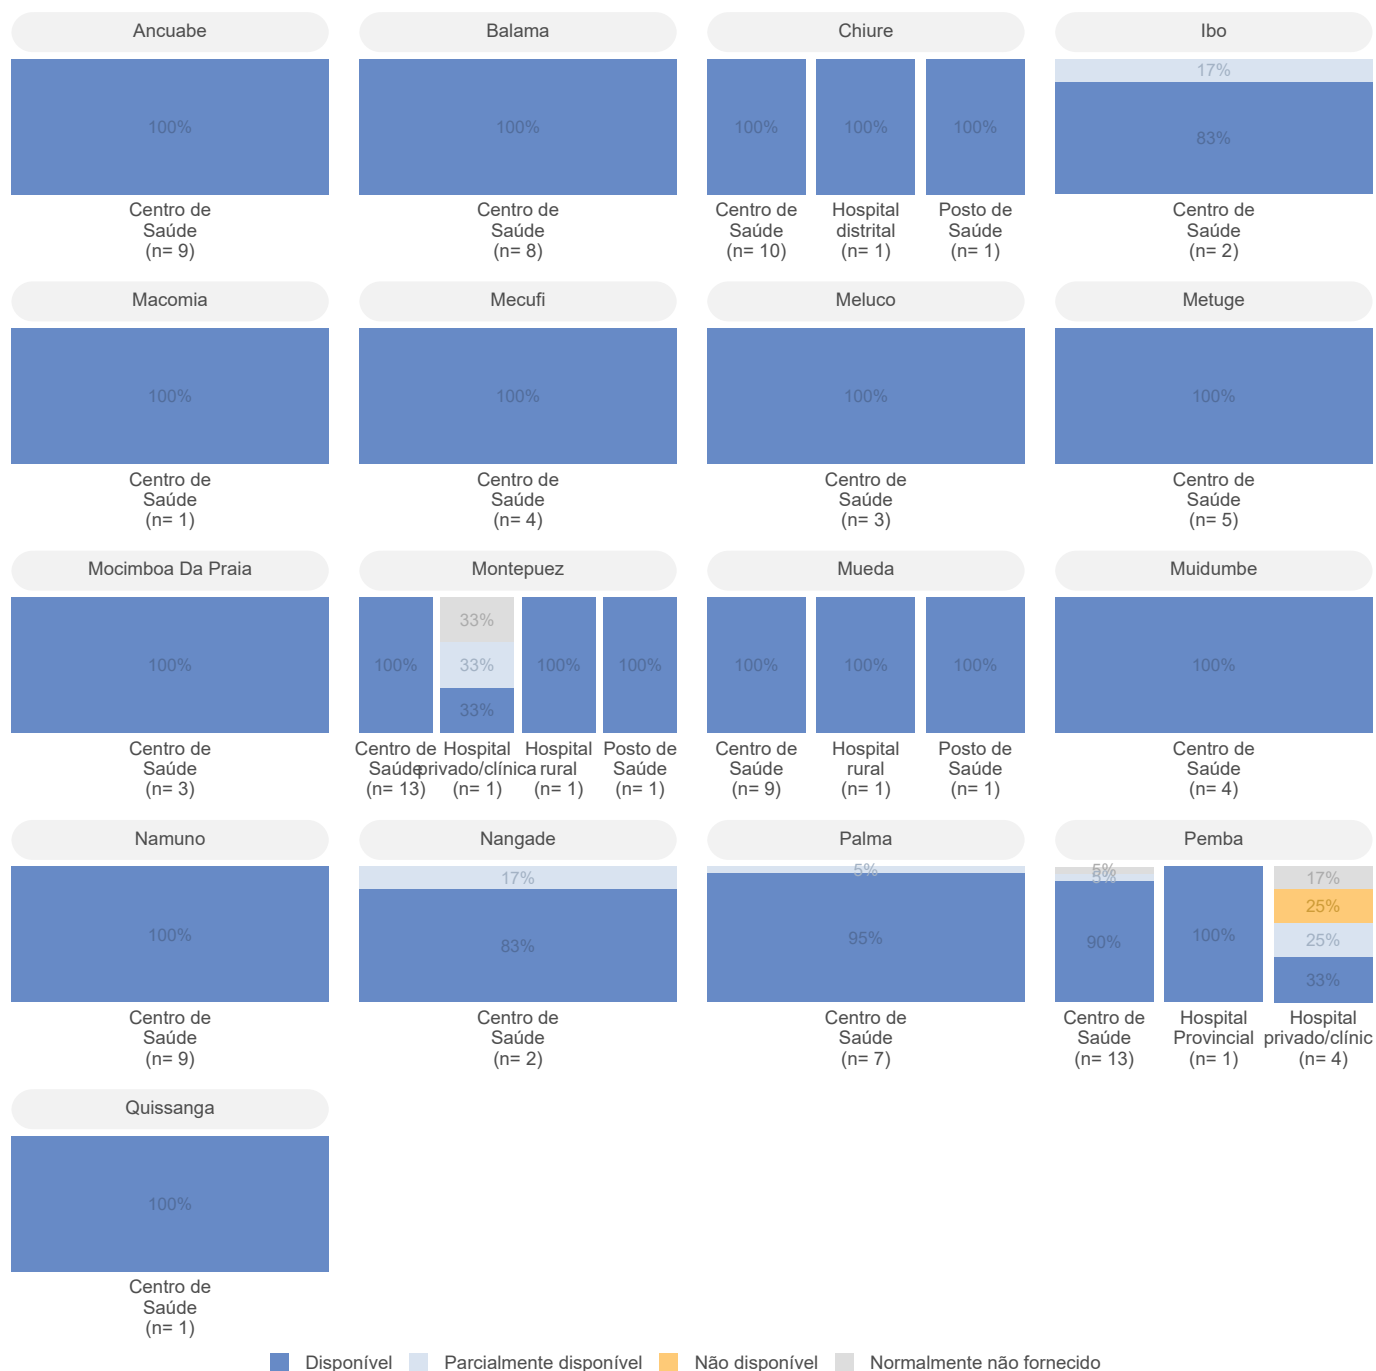 Ancuabe
Balama
Chiure
Ibo
100%
100%
100%
100%
100%
17%
83%
Centro de
Saúde
(n= 9)
Centro de
Saúde
(n= 8)
Centro de
Saúde
(n= 10)
Hospital
distrital
(n= 1)
Posto de
Saúde
(n= 1)
Centro de
Saúde
(n= 2)
Macomia
Mecufi
Meluco
Metuge
100%
100%
100%
100%
Centro de
Saúde
(n= 1)
Centro de
Saúde
(n= 4)
Centro de
Saúde
(n= 3)
Centro de
Saúde
(n= 5)
Mocimboa Da Praia
Montepuez
Mueda
Muidumbe
100%
100%
33%
33%
33%
100%
100%
100%
100%
100%
100%
Centro de
Saúde
(n= 3)
Centro de
Saúde
(n= 13)
Hospital
privado/clínica
(n= 1)
Hospital
rural
(n= 1)
Posto de
Saúde
(n= 1)
Centro de
Saúde
(n= 9)
Hospital
rural
(n= 1)
Posto de
Saúde
(n= 1)
Centro de
Saúde
(n= 4)
Namuno
Nangade
Palma
Pemba
100%
17%
83%
5%
95%
5%
5%
90%
100%
17%
25%
25%
33%
Centro de
Saúde
(n= 9)
Centro de
Saúde
(n= 2)
Centro de
Saúde
(n= 7)
Centro de
Saúde
(n= 13)
Hospital
Provincial
(n= 1)
Hospital
privado/clínic
(n= 4)
Quissanga
100%
Centro de
Saúde
(n= 1)
Disponível
Parcialmente disponível
Não disponível
Normalmente não fornecido